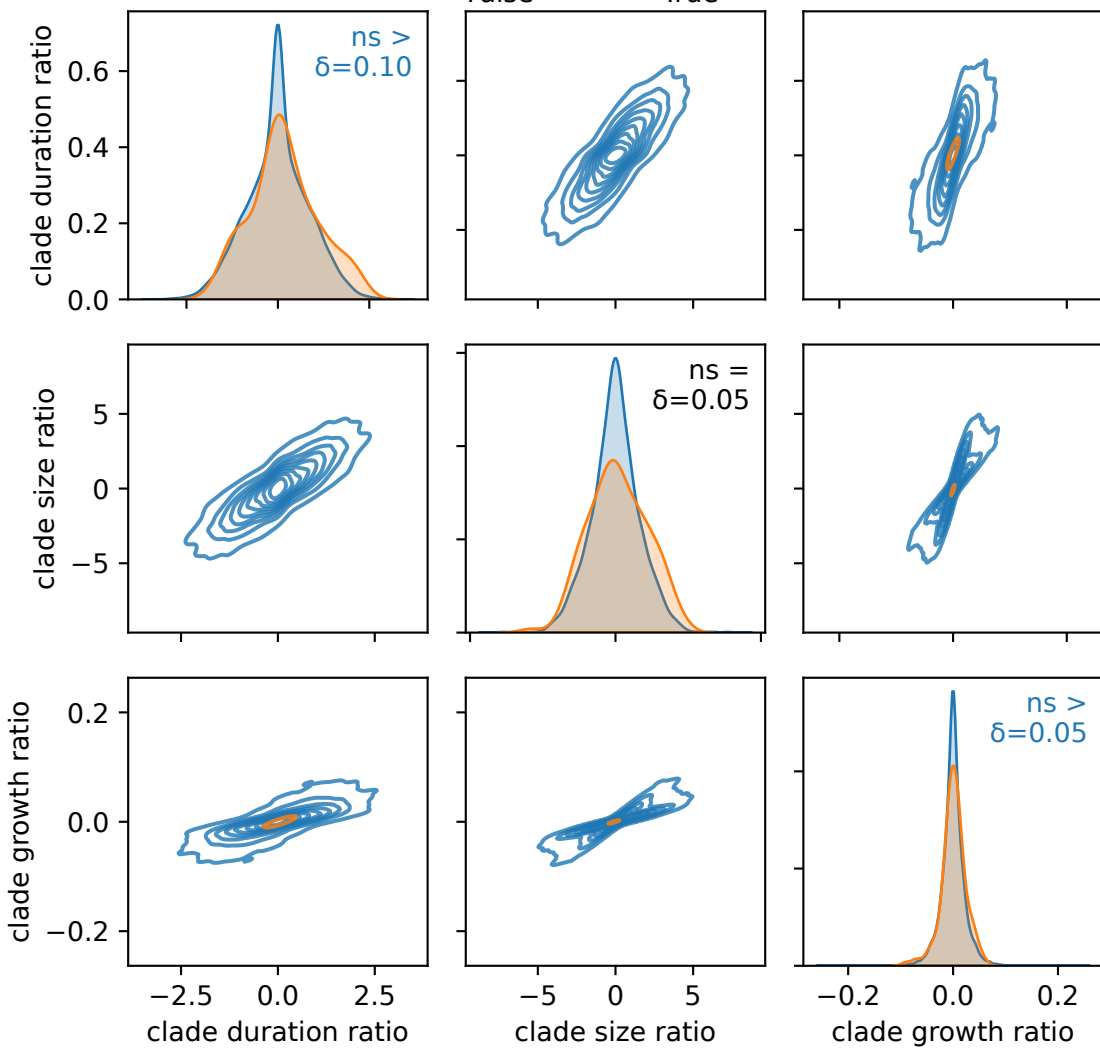 True
clade duration ratio
0.6
0.4
0.2
0.0
ns >
δ=0.10
clade size ratio
5
0
−5
ns =
δ=0.05
clade growth ratio
0.2
0.0
−0.2
ns >
δ=0.05
−2.5 0.0 2.5
−5 0 5
−0.2 0.0 0.2
clade duration ratio
clade size ratio
clade growth ratio